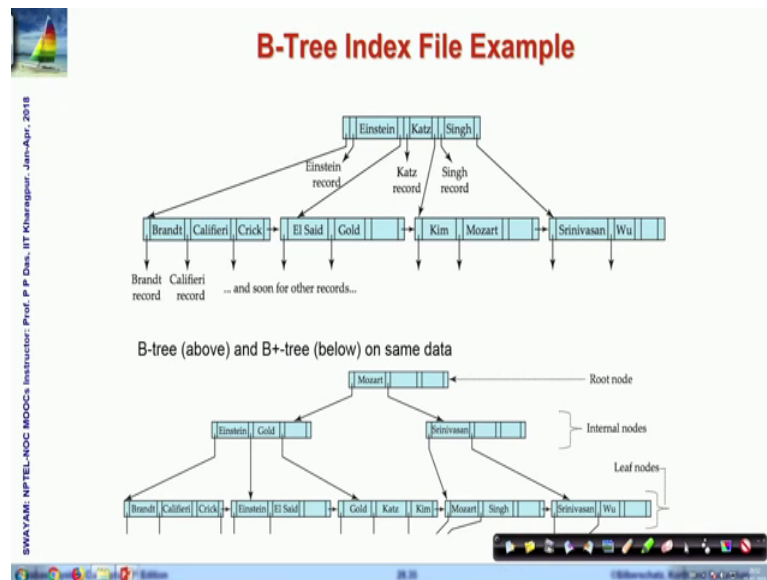 B-Tree Index File Example
SWAYAM: NPTEL-NOC MOOCs Instructor: Prof. P P Das, IIT Kharagpur. Jan-Apr, 2018
Einstein Katz Singh
Einstein record
Katz record
Singh record
Brandt Califieri Crick El Said Gold Kim Mozart Srinivasan Wu
Brandt record
Califieri record
... and soon for other records...
B-tree (above) and B+-tree (below) on same data
Mozart
Root node
Einstein Gold Srinivasan
Internal nodes
Leaf nodes
Brandt Califieri Crick Einstein El Said Gold Katz Kim Mozart Singh Srinivasan Wu
Edition